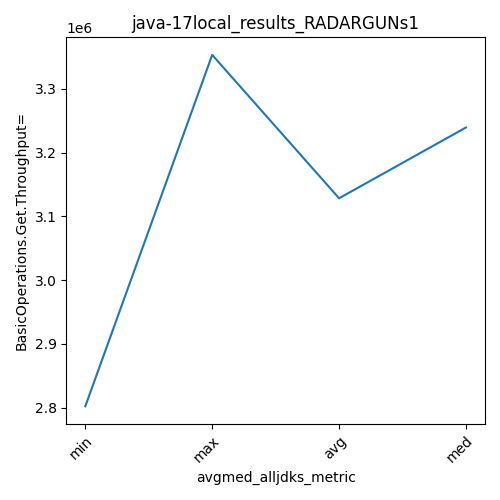 java-17local_results_RADARGUNs1
1e6
BasicOperations.Get.Throughput=
3.3
3.2
3.1
3.0
2.9
2.8
min
max
avg
med
avgmed_alljdks_metric